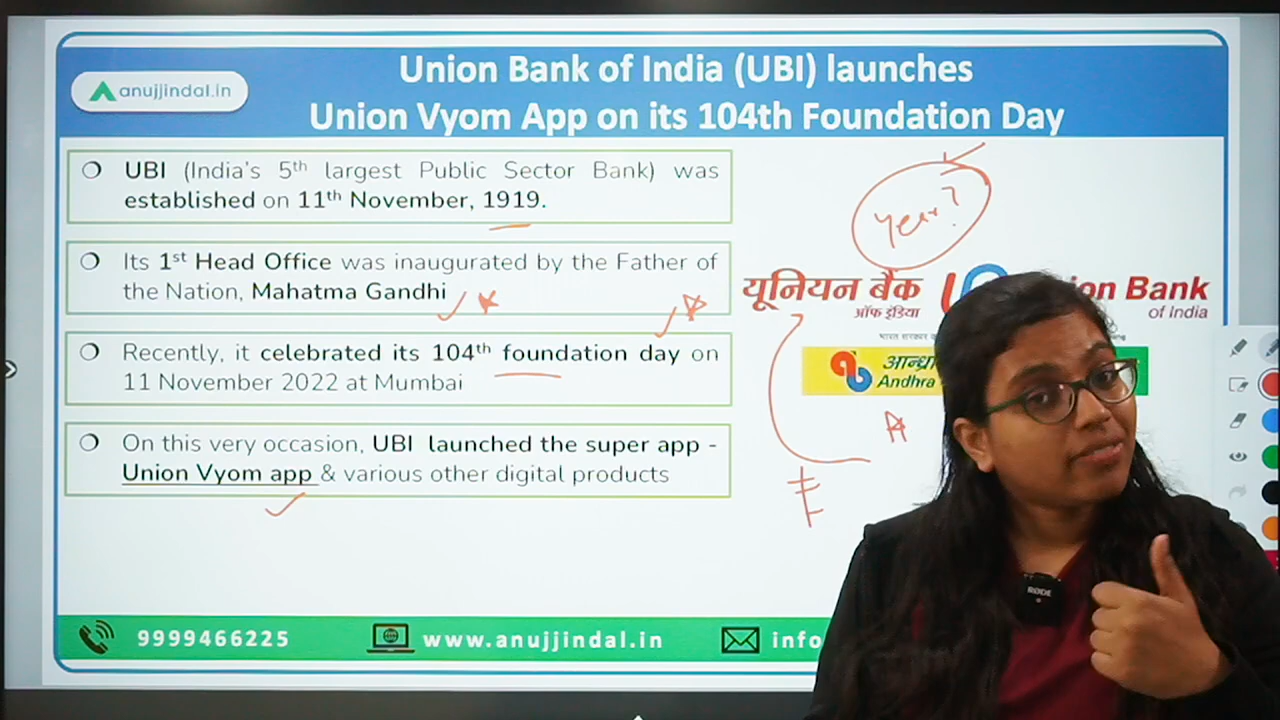 Union Bank of India (UBI) launches
Union Vyom App on its 104th Foundation Day
anujjindal.in
UBI (India's 5th largest Public Sector Bank) was
established on 11th November, 1919.
Its 1st Head Office was inaugurated by the Father of
the Nation, Mahatma Gandhi
Recently, it celebrated its 104th foundation day on
11 November 2022 at Mumbai
On this very occasion, UBI launched the super app -
Union Vyom app & various other digital products
Year?
यूनियन बैंक
ऑफ इंडिया
Bank
of India
Andhra
RODE
9999466225
www.anujjindal.in